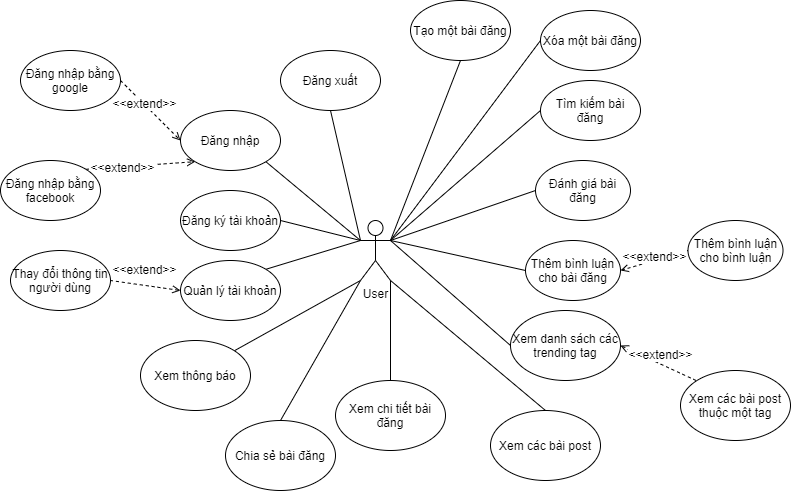 Tạo một bài đăng
Xóa một bài đăng
Đăng nhập bằng
google
Đăng xuất
<<extend>>
Tìm kiếm bài
đăng
Đăng nhập
<<extend>>
Đăng nhập bằng
facebook
Đánh giá bài
đăng
Đăng ký tài khoản
Thêm bình luận
cho bình luận
<<extend>>
Thêm bình luận
cho bài đăng
<<extend>>
Thay đổi thông tin
người dùng
Quản lý tài khoản
User
Xem danh sách các
trending tag
<<extend>>
Xem thông báo
Xem các bài post
thuộc một tag
Xem chi tiết bài
đăng
Xem các bài post
Chia sẻ bài đăng